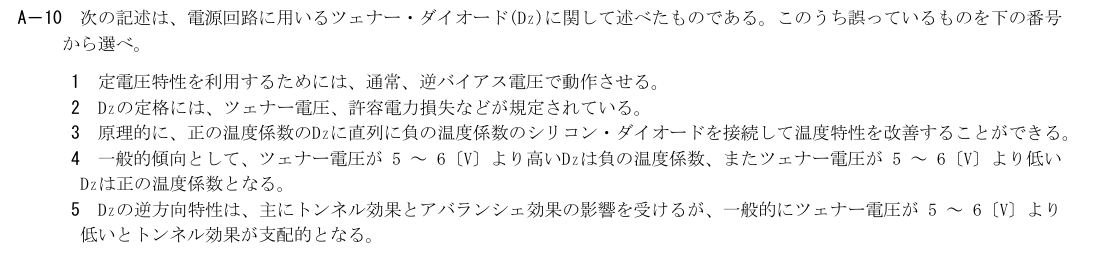 A－10　次の記述は、電源回路に用いるツェナー・ダイオード(Dz)に関して述べたものである。このうち誤っているものを下の番号
から選べ。
1　定電圧特性を利用するためには、通常、逆バイアス電圧で動作させる。
2　Dzの定格には、ツェナー電圧、許容電力損失などが規定されている。
3　原理的に、正の温度係数のDzに直列に負の温度係数のシリコン・ダイオードを接続して温度特性を改善することができる。
4　一般的傾向として、ツェナー電圧が 5 ～ 6〔V〕より高いDzは負の温度係数、またツェナー電圧が 5 ～ 6〔V〕より低い
Dzは正の温度係数となる。
5　Dzの逆方向特性は、主にトンネル効果とアバランシェ効果の影響を受けるが、一般的にツェナー電圧が 5 ～ 6〔V〕より
低いとトンネル効果が支配的となる。